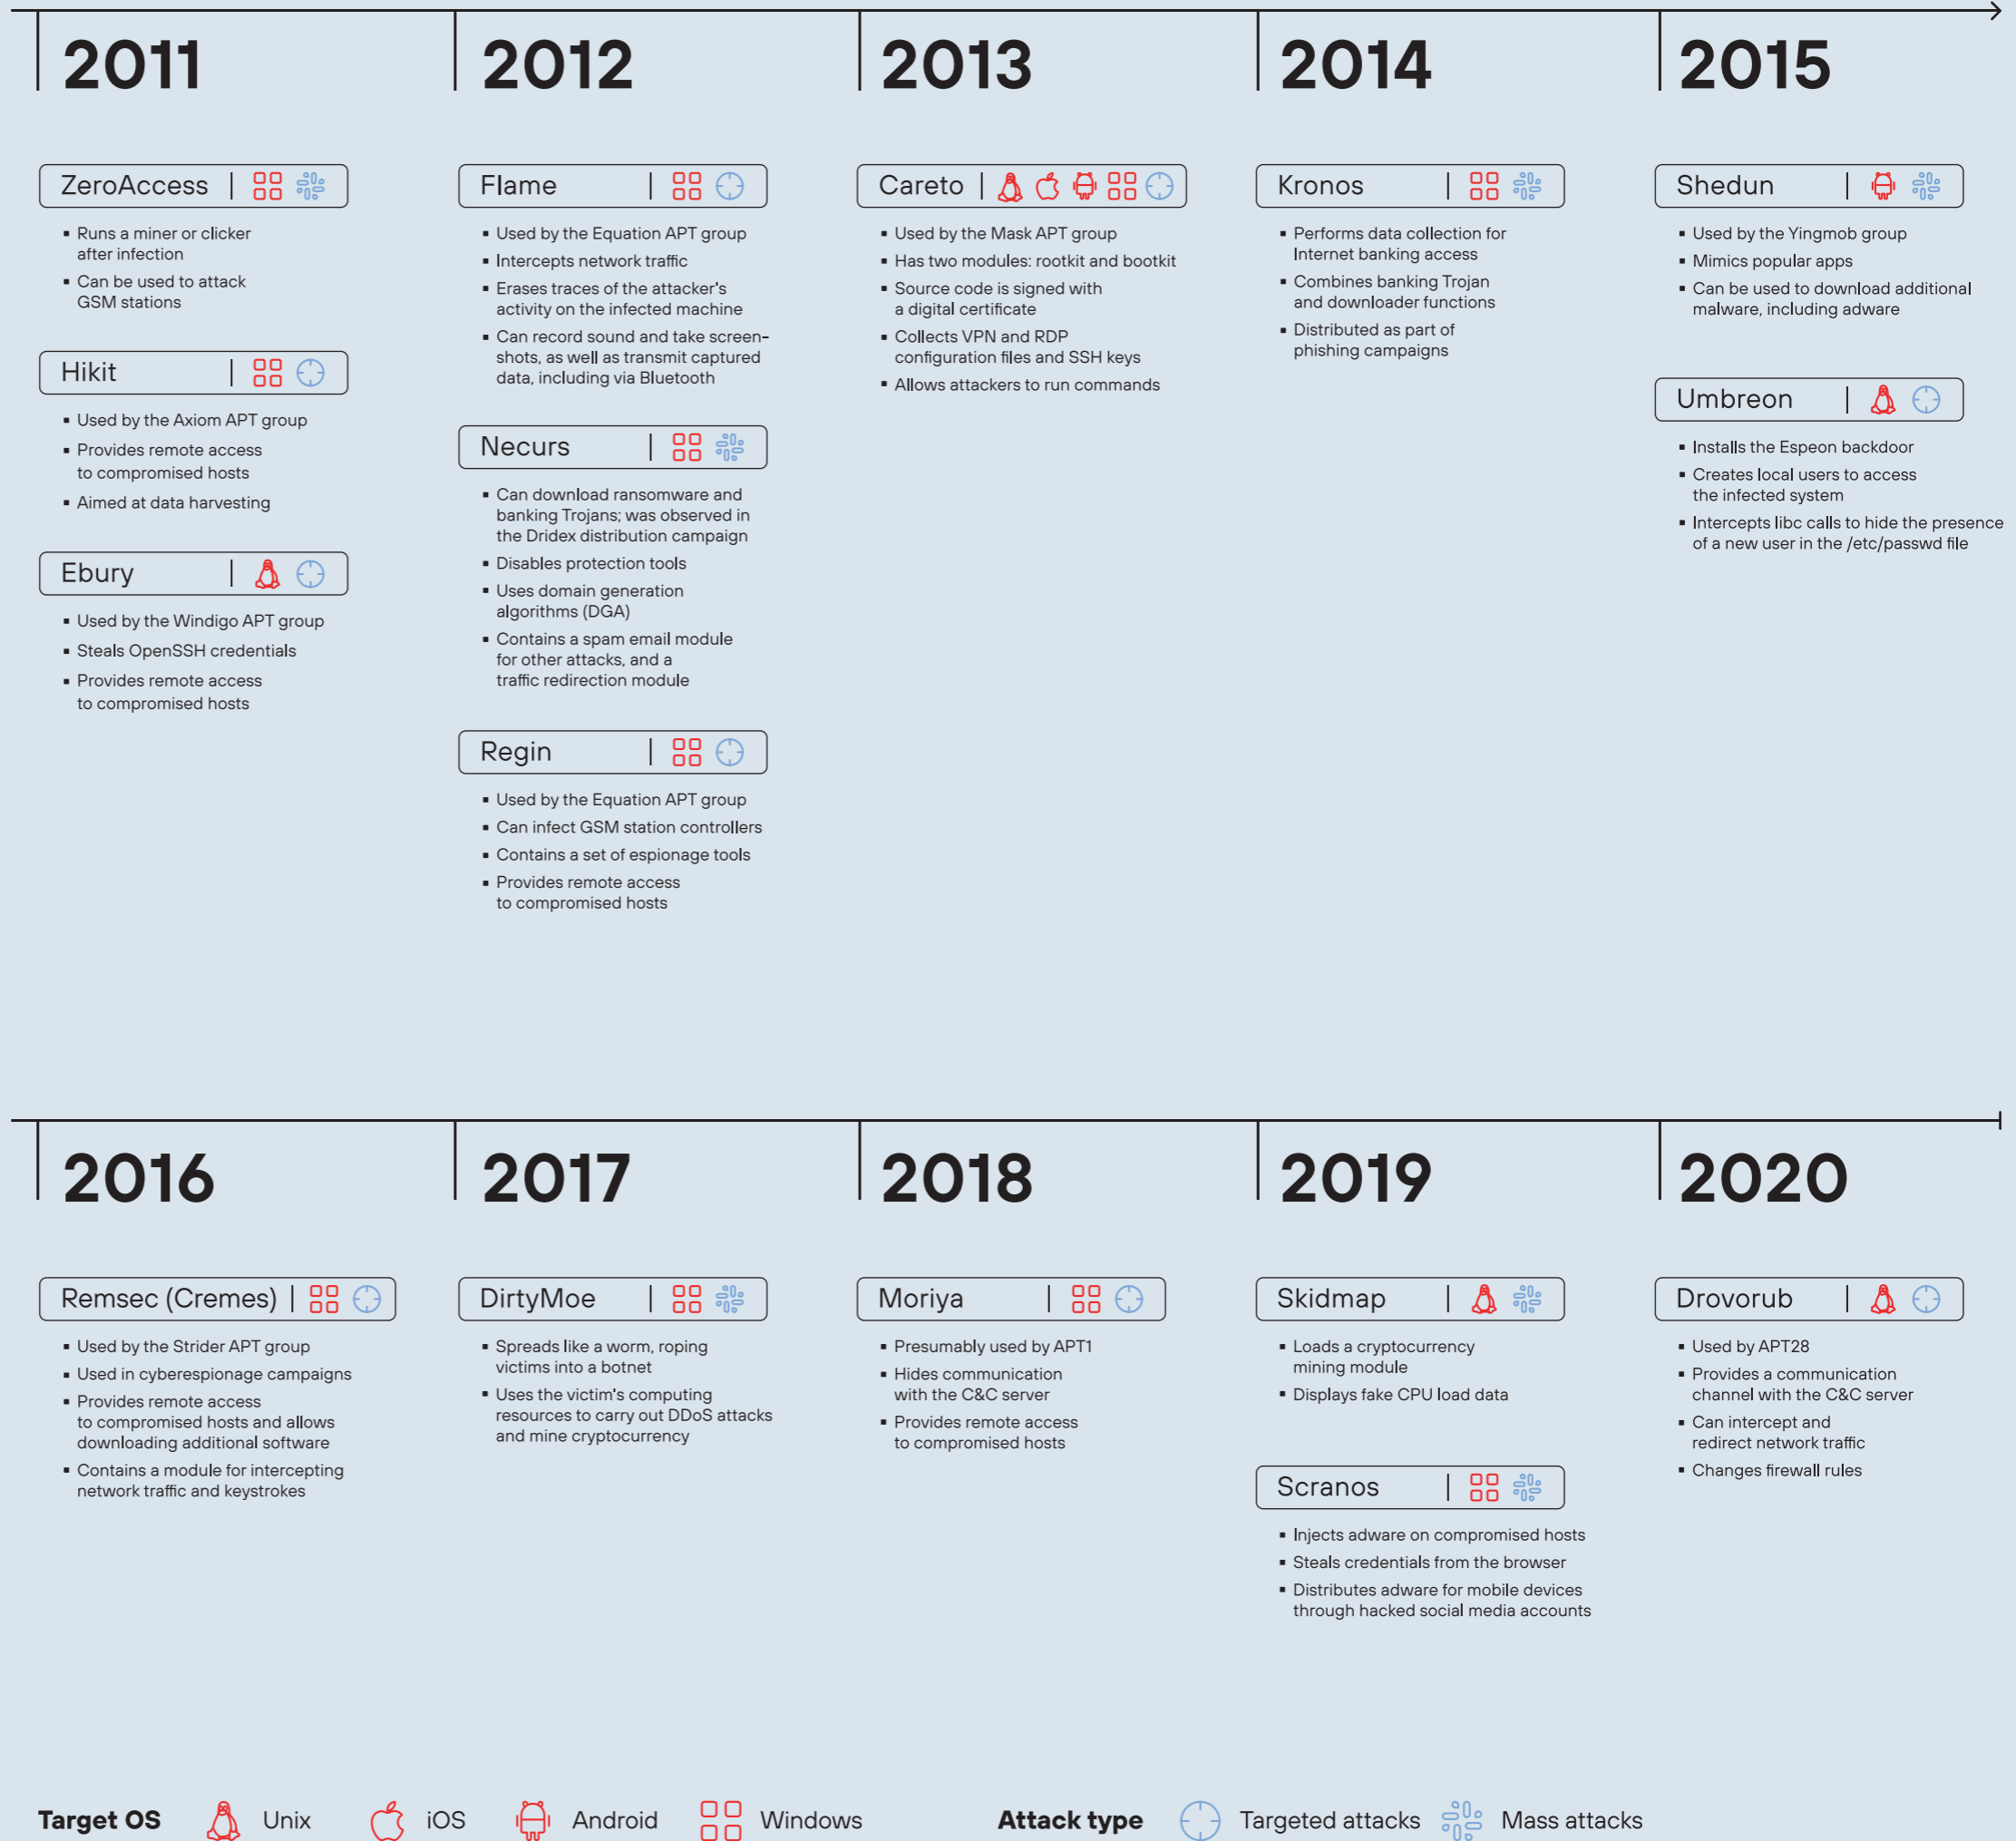 2011
2012
2013
2014
2015
ZeroAccess
Runs a miner or clicker
after infection
Can be used to attack
GSM stations
Hikit
Used by the Axiom APT group
Provides remote access
to compromised hosts
Aimed at data harvesting
Ebury
Used by the Windigo APT group
Steals OpenSSH credentials
Provides remote access
to compromised hosts
Flame
Used by the Equation APT group
Intercepts network traffic
Erases traces of the attacker's
activity on the infected machine
Can record sound and take screen-
shots, as well as transmit captured
data, including via Bluetooth
Necurs
Can download ransomware and
banking Trojans; was observed in
the Dridex distribution campaign
Disables protection tools
Uses domain generation
algorithms (DGA)
Contains a spam email module
for other attacks, and a
traffic redirection module
Regin
Used by the Equation APT group
Can infect GSM station controllers
Contains a set of espionage tools
Provides remote access
to compromised hosts
Careto
Used by the Mask APT group
Has two modules: rootkit and bootkit
Source code is signed with
a digital certificate
Collects VPN and RDP
configuration files and SSH keys
Allows attackers to run commands
Kronos
Performs data collection for
Internet banking access
Combines banking Trojan
and downloader functions
Distributed as part of
phishing campaigns
Shedun
Used by the Yingmob group
Mimics popular apps
Can be used to download additional
malware, including adware
Umbreon
Installs the Espeon backdoor
Creates local users to access
the infected system
Intercepts libc calls to hide the presence
of a new user in the /etc/passwd file
2016
2017
2018
2019
2020
Remsec (Cremes)
Used by the Strider APT group
Used in cyberespionage campaigns
Provides remote access
to compromised hosts and allows
downloading additional software
Contains a module for intercepting
network traffic and keystrokes
DirtyMoe
Spreads like a worm, roping
victims into a botnet
Uses the victim's computing
resources to carry out DDoS attacks
and mine cryptocurrency
Moriya
Presumably used by APT1
Hides communication
with the C&C server
Provides remote access
to compromised hosts
Skidmap
Loads a cryptocurrency
mining module
Displays fake CPU load data
Scranos
Injects adware on compromised hosts
Steals credentials from the browser
Distributes adware for mobile devices
through hacked social media accounts
Drovorub
Used by APT28
Provides a communication
channel with the C&C server
Can intercept and
redirect network traffic
Changes firewall rules
Target OS Unix iOS Android Windows Attack type Targeted attacks Mass attacks